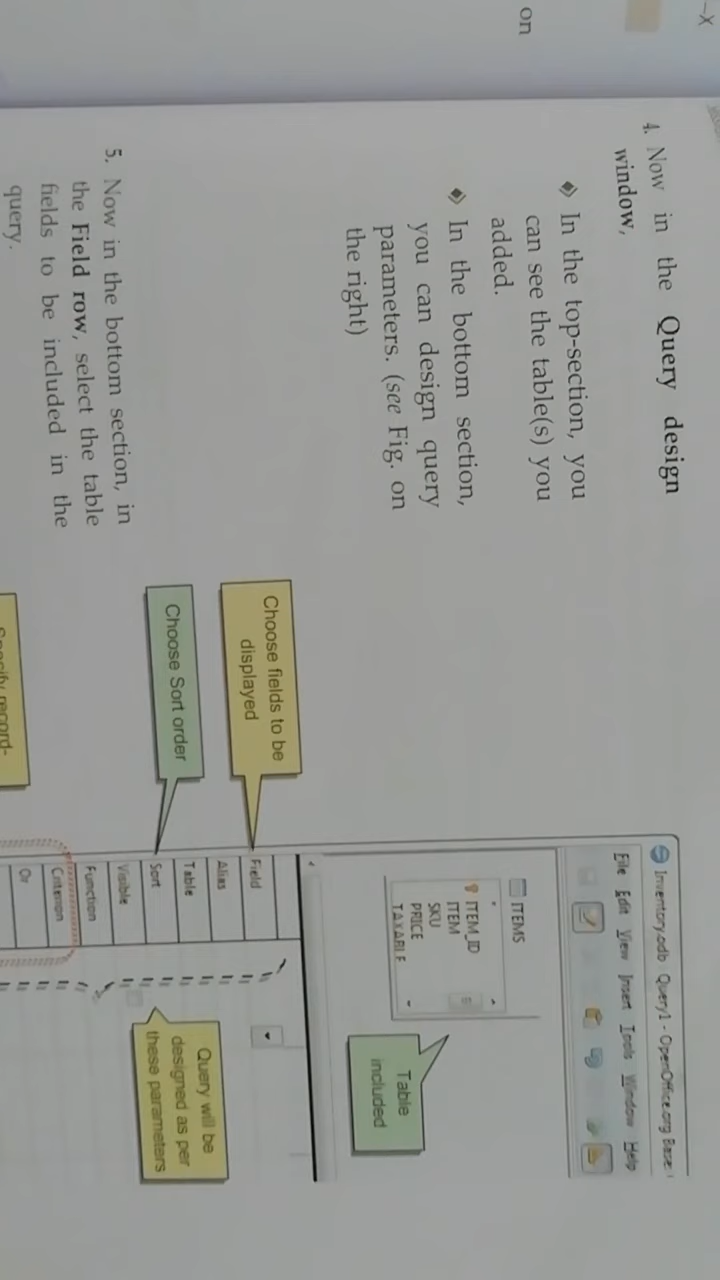 -X
on
4. Now in the Query design
window,
In the top-section, you
can see the table(s) you
added.
In the bottom section,
you can design query
parameters. (see Fig. on
the right)
5. Now in the bottom section, in
the Field row, select the table
fields to be included in the
query.
Inventory.odb Query1 - OpenOffice.org Base:
File Edit View Insert Tools Window Help
ITEMS
*
ITEM_ID
ITEM
SKU
PRICE
TAXABLE
Table
included
Choose fields to be
displayed
Choose Sort order
Field
Alias
Table
Sort
Visible
Function
Criterion
Or
Query will be
designed as per
these parameters
Specify record-